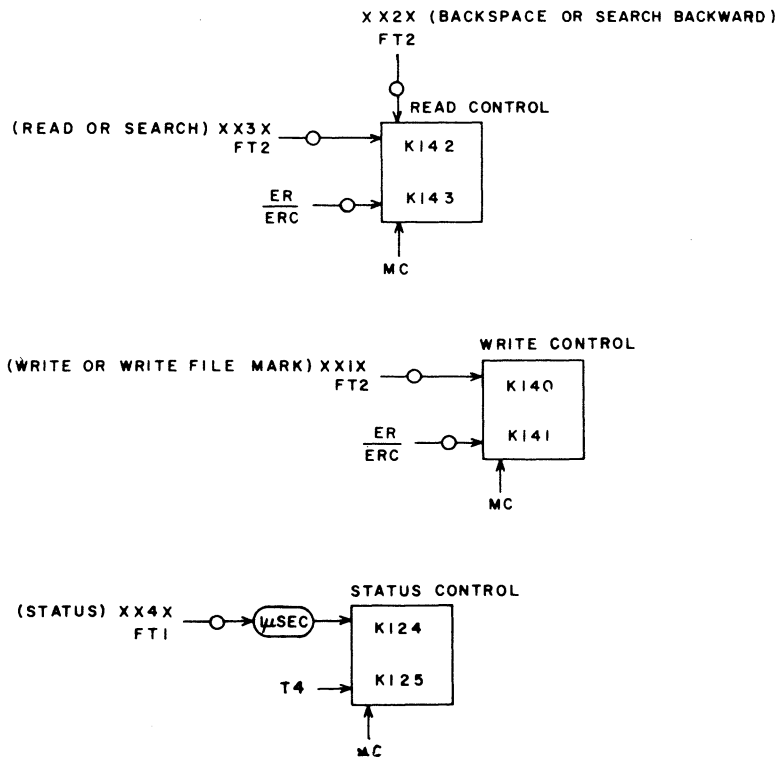 XX2X (BACKSPACE OR SEARCH BACKWARD)
FT2
READ CONTROL
(READ OR SEARCH) XX3X
FT2
K142
K143
ER
ERC
MC
WRITE CONTROL
(WRITE OR WRITE FILE MARK) XX1X
FT2
K140
K141
ER
ERC
MC
STATUS CONTROL
(STATUS) XX4X
FT1
μSEC
K124
K125
T4
MC